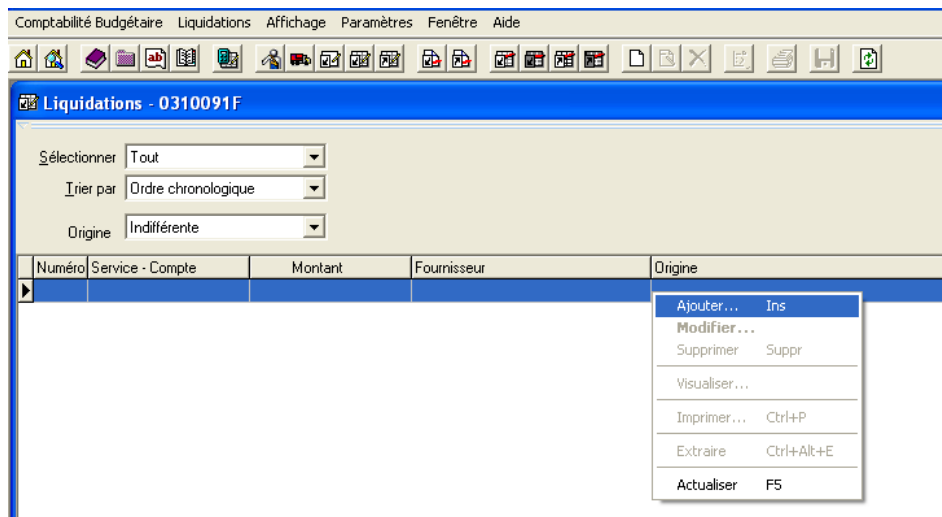 Comptabilité Budgétaire Liquidations Affichage Paramètres Fenêtre Aide
Liquidations - 0310091F
Sélectionner Tout
Trier par Ordre chronologique
Origine Indifférente
Numéro Service - Compte Montant Fournisseur Origine
Ajouter... Ins
Modifier...
Supprimer Suppr
Visualiser...
Imprimer... Ctrl+P
Extraire Ctrl+Alt+E
Actualiser F5